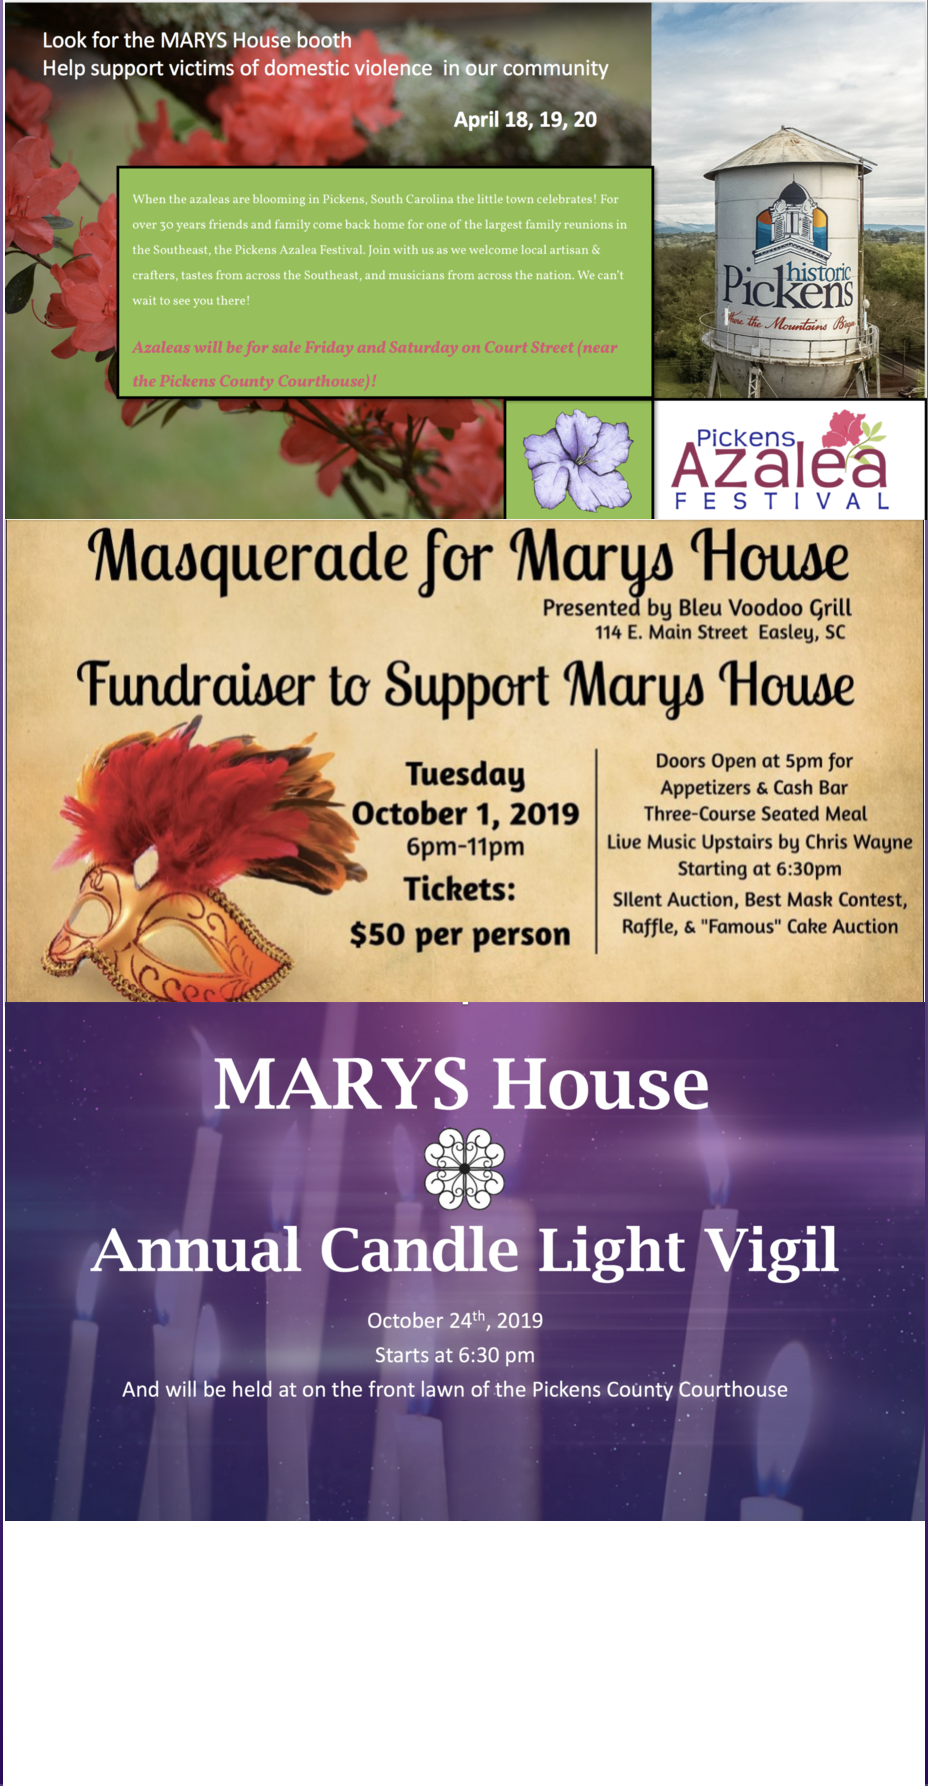 Look for the MARYS House booth
Help support victims of domestic violence in our community
April 18, 19, 20
When the azaleas are blooming in Pickens, South Carolina the little town celebrates! For
over 30 years friends and family come back home for one of the largest family reunions in
the Southeast, the Pickens Azalea Festival. Join with us as we welcome local artisan &
crafters, tastes from across the Southeast, and musicians from across the nation. We can't
wait to see you there!
Azaleas will be for sale Friday and Saturday on Court Street (near
the Pickens County Courthouse)!
historic
Pickens
Where the Mountains Begin
Pickens
Azalea
FESTIVAL
Masquerade for Marys House
Presented by Bleu Voodoo Grill
114 E. Main Street Easley, SC
Fundraiser to Support Marys House
Tuesday
October 1, 2019
6pm-11pm
Tickets:
$50 per person
Doors Open at 5pm for
Appetizers & Cash Bar
Three-Course Seated Meal
Live Music Upstairs by Chris Wayne
Starting at 6:30pm
SIlent Auction, Best Mask Contest,
Raffle, & "Famous" Cake Auction
MARYS House
Annual Candle Light Vigil
October 24th, 2019
Starts at 6:30 pm
And will be held at on the front lawn of the Pickens County Courthouse